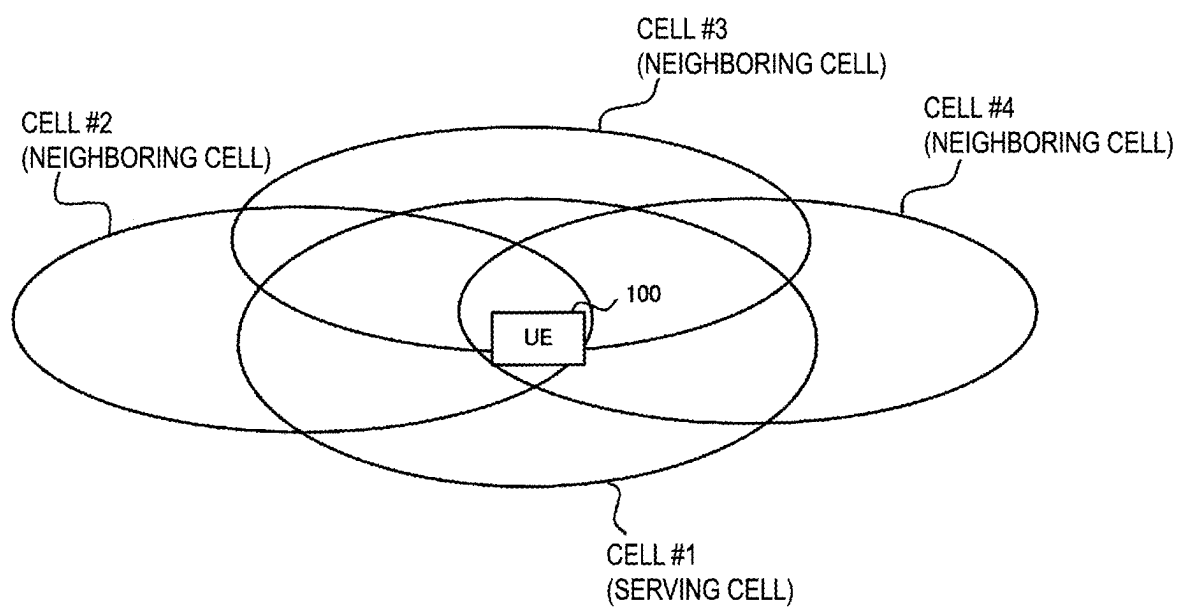 CELL #3
(NEIGHBORING CELL)
CELL #4
(NEIGHBORING CELL)
CELL #2
(NEIGHBORING CELL)
100
UE
CELL #1
(SERVING CELL)